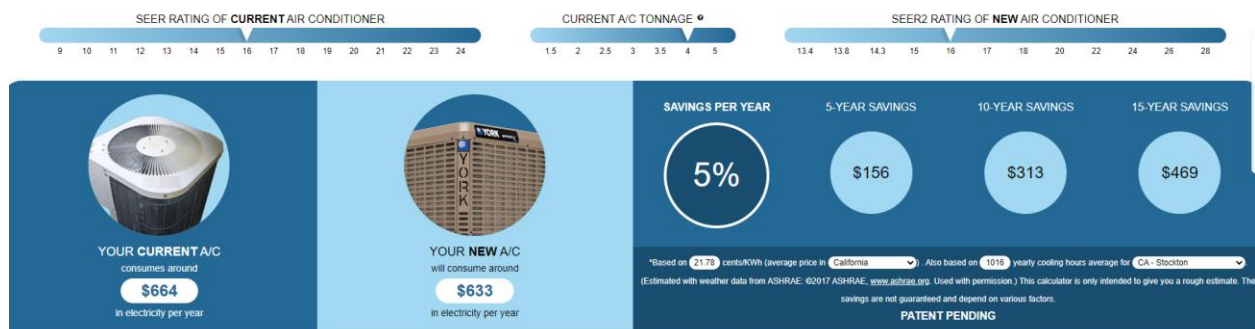 SEER RATING OF CURRENT AIR CONDITIONER
9 10 11 12 13 14 15 16 17 18 19 20 21 22 23 24
CURRENT A/C TONNAGE ?
1.5 2 2.5 3 3.5 4 5
SEER2 RATING OF NEW AIR CONDITIONER
13.4 13.8 14.3 15 16 17 18 20 22 24 26 28
YOUR CURRENT A/C
consumes around
$664
in electricity per year
YORK
YORK
YOUR NEW A/C
will consume around
$633
in electricity per year
SAVINGS PER YEAR
5%
5-YEAR SAVINGS
$156
10-YEAR SAVINGS
$313
15-YEAR SAVINGS
$469
*Based on 21.78 cents/KWh (average price in California ). Also based on 1016 yearly cooling hours average for CA - Stockton .
(Estimated with weather data from ASHRAE: ©2017 ASHRAE, www.ashrae.org. Used with permission.) This calculator is only intended to give you a rough estimate. The
savings are not guaranteed and depend on various factors.
PATENT PENDING